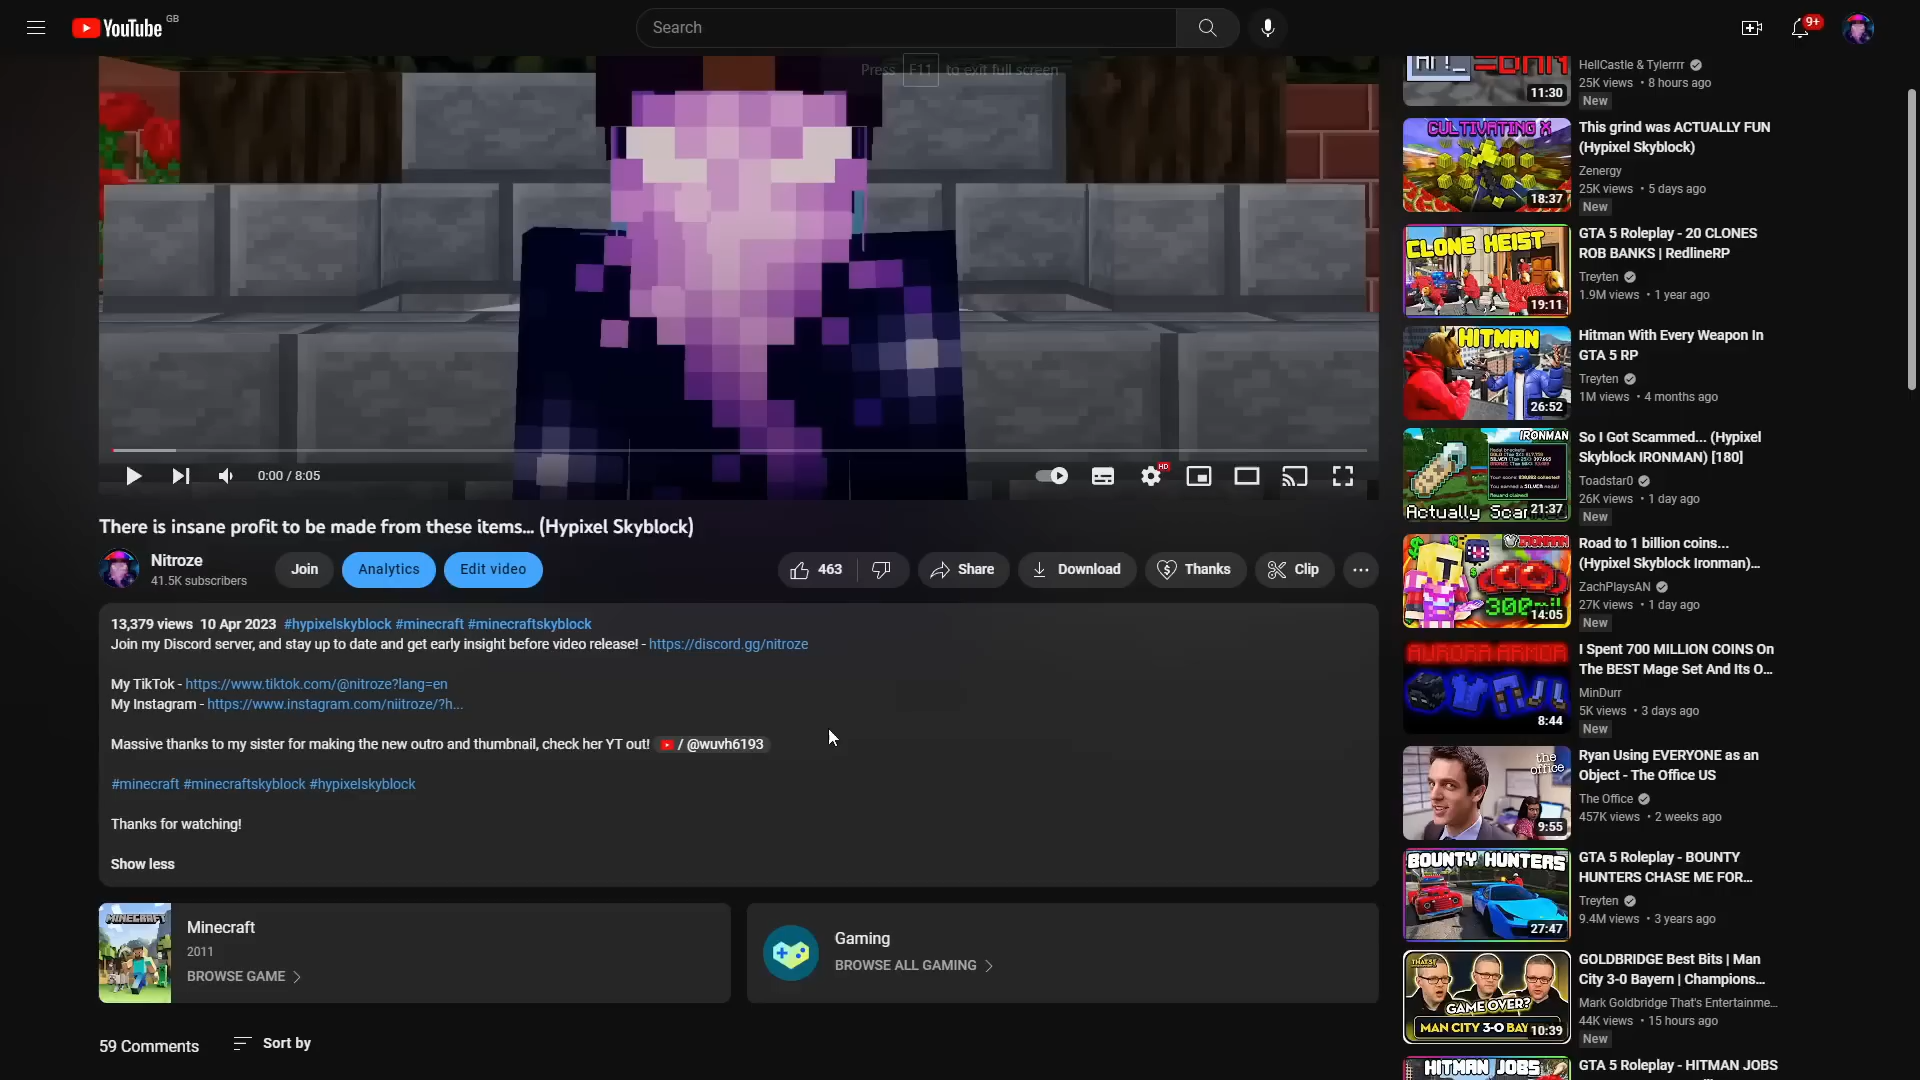 YouTube GB
Search
9+
Press F11 to exit full screen
0:00 / 8:05
HD
There is insane profit to be made from these items... (Hypixel Skyblock)
Nitroze
41.5K subscribers
Join
Analytics
Edit video
463
Share
Download
Thanks
Clip
13,379 views 10 Apr 2023 #hypixelskyblock #minecraft #minecraftskyblock
Join my Discord server, and stay up to date and get early insight before video release! - https://discord.gg/nitroze
My TikTok - https://www.tiktok.com/@nitroze?lang=en
My Instagram - https://www.instagram.com/niitroze/?h...
Massive thanks to my sister for making the new outro and thumbnail, check her YT out! / @wuvh6193
#minecraft #minecraftskyblock #hypixelskyblock
Thanks for watching!
Show less
MINECRAFT
Minecraft
2011
BROWSE GAME
Gaming
BROWSE ALL GAMING
59 Comments
Sort by
11:30
HellCastle & Tylerrrr
25K views • 8 hours ago
New
CULTIVATING X
18:37
This grind was ACTUALLY FUN
(Hypixel Skyblock)
Zenergy
25K views • 5 days ago
New
CLONE HEIST
19:11
GTA 5 Roleplay - 20 CLONES
ROB BANKS | RedlineRP
Treyten
1.9M views • 1 year ago
HITMAN
26:52
Hitman With Every Weapon In
GTA 5 RP
Treyten
1M views • 4 months ago
IRONMAN
Actually
21:37
So I Got Scammed... (Hypixel
Skyblock IRONMAN) [180]
Toadstar0
26K views • 1 day ago
New
IRONMAN
14:05
Road to 1 billion coins...
(Hypixel Skyblock Ironman)...
ZachPlaysAN
27K views • 1 day ago
New
AURORA ARMOR
8:44
I Spent 700 MILLION COINS On
The BEST Mage Set And Its O...
MinDurr
5K views • 3 days ago
New
the office
9:55
Ryan Using EVERYONE as an
Object - The Office US
The Office
457K views • 2 weeks ago
BOUNTY HUNTERS
27:47
GTA 5 Roleplay - BOUNTY
HUNTERS CHASE ME FOR...
Treyten
9.4M views • 3 years ago
GAME OVER?
MAN CITY 3-0 BAY
10:39
GOLDBRIDGE Best Bits | Man
City 3-0 Bayern | Champions...
Mark Goldbridge That's Entertainme...
44K views • 15 hours ago
New
HITMAN JOBS
GTA 5 Roleplay - HITMAN JOBS